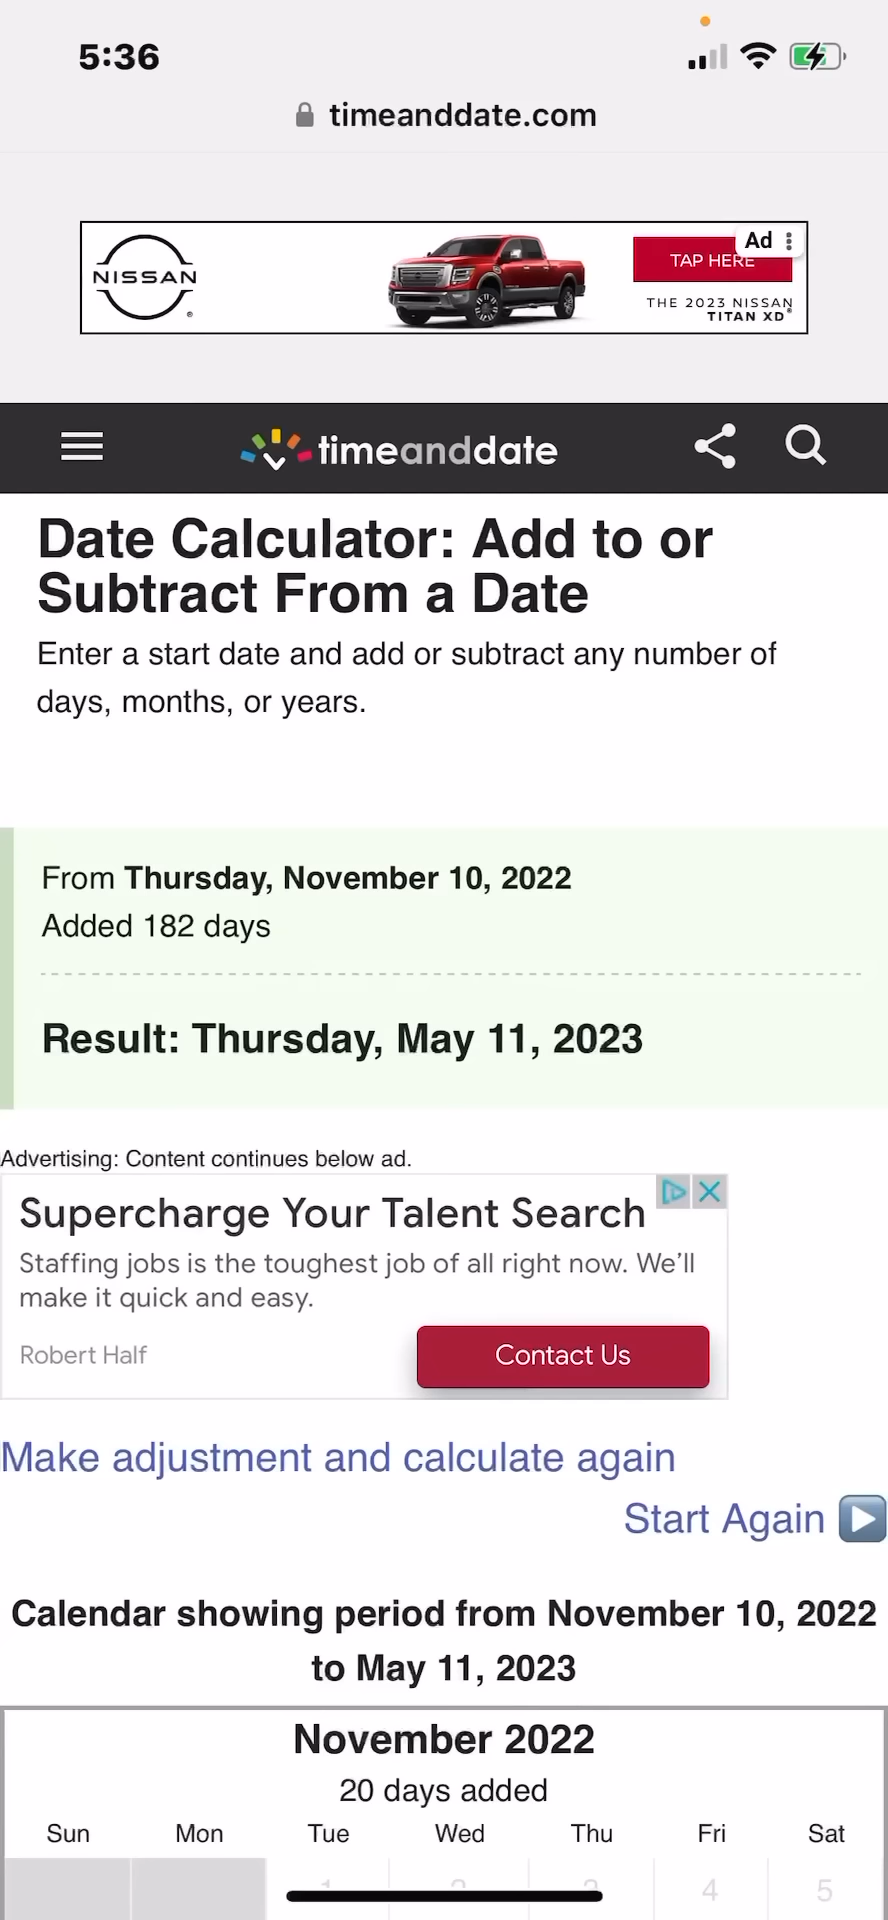 5:36
timeanddate.com
NISSAN
Ad
TAP HERE
THE 2023 NISSAN
TITAN XD®
timeanddate
Date Calculator: Add to or
Subtract From a Date
Enter a start date and add or subtract any number of
days, months, or years.
From Thursday, November 10, 2022
Added 182 days
Result: Thursday, May 11, 2023
Advertising: Content continues below ad.
Supercharge Your Talent Search
Staffing jobs is the toughest job of all right now. We’ll
make it quick and easy.
Robert Half
Contact Us
Make adjustment and calculate again
Start Again
Calendar showing period from November 10, 2022
to May 11, 2023
November 2022
20 days added
Sun Mon Tue Wed Thu Fri Sat
1 2 3 4 5